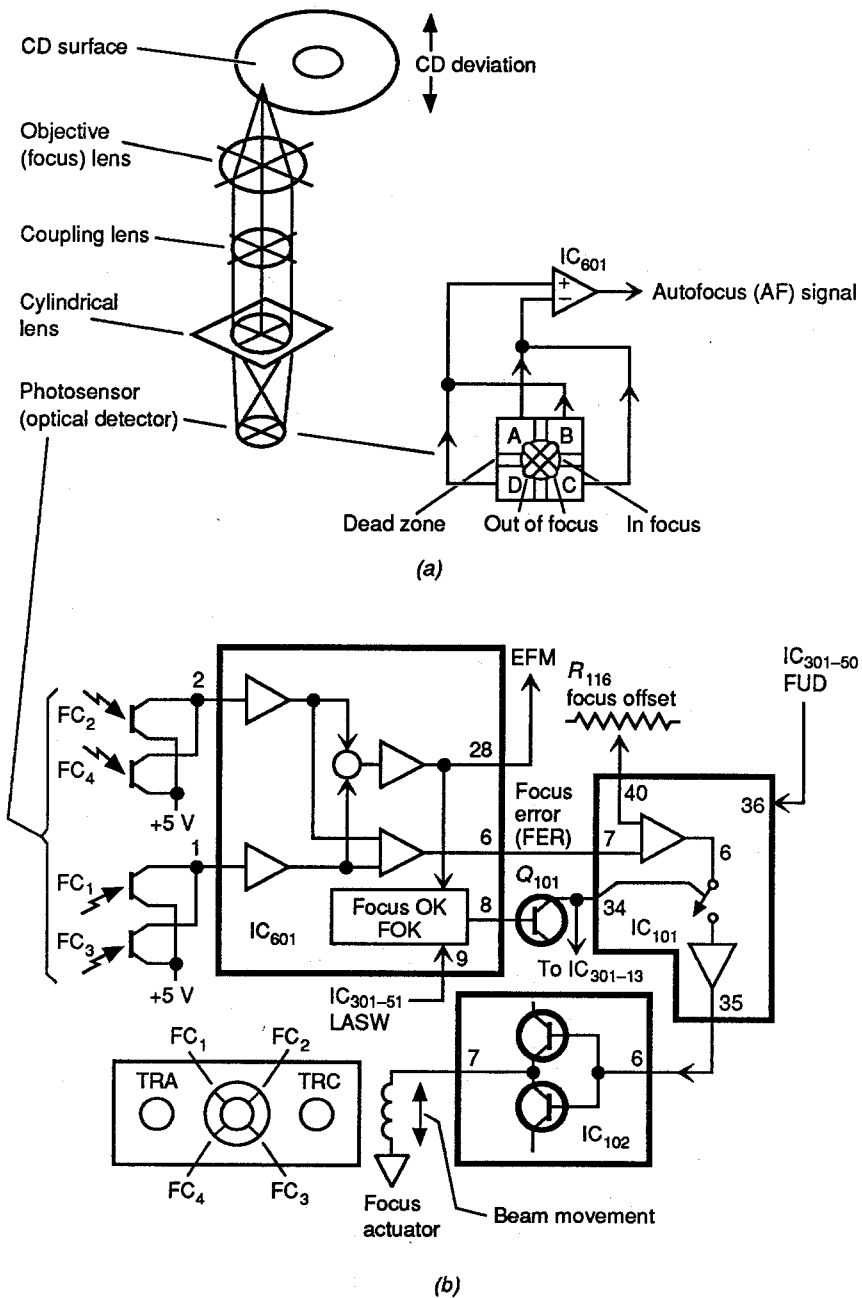 CD surface
CD deviation
Objective
(focus) lens
Coupling lens
Cylindrical
lens
Photosensor
(optical detector)
IC601
+
−
Autofocus (AF) signal
A B
D C
Dead zone
Out of focus
In focus
(a)
FC2
FC4
+5 V
2
FC1
FC3
+5 V
1
IC601
EFM
28
Focus
error
(FER)
6
Focus OK
FOK
8
9
IC301–51
LASW
Q101
R116
focus offset
IC301–50
FUD
40
36
7
6
34
IC101
To IC301–13
35
7
6
IC102
FC1
FC2
TRA
TRC
FC4
FC3
Focus
actuator
Beam movement
(b)